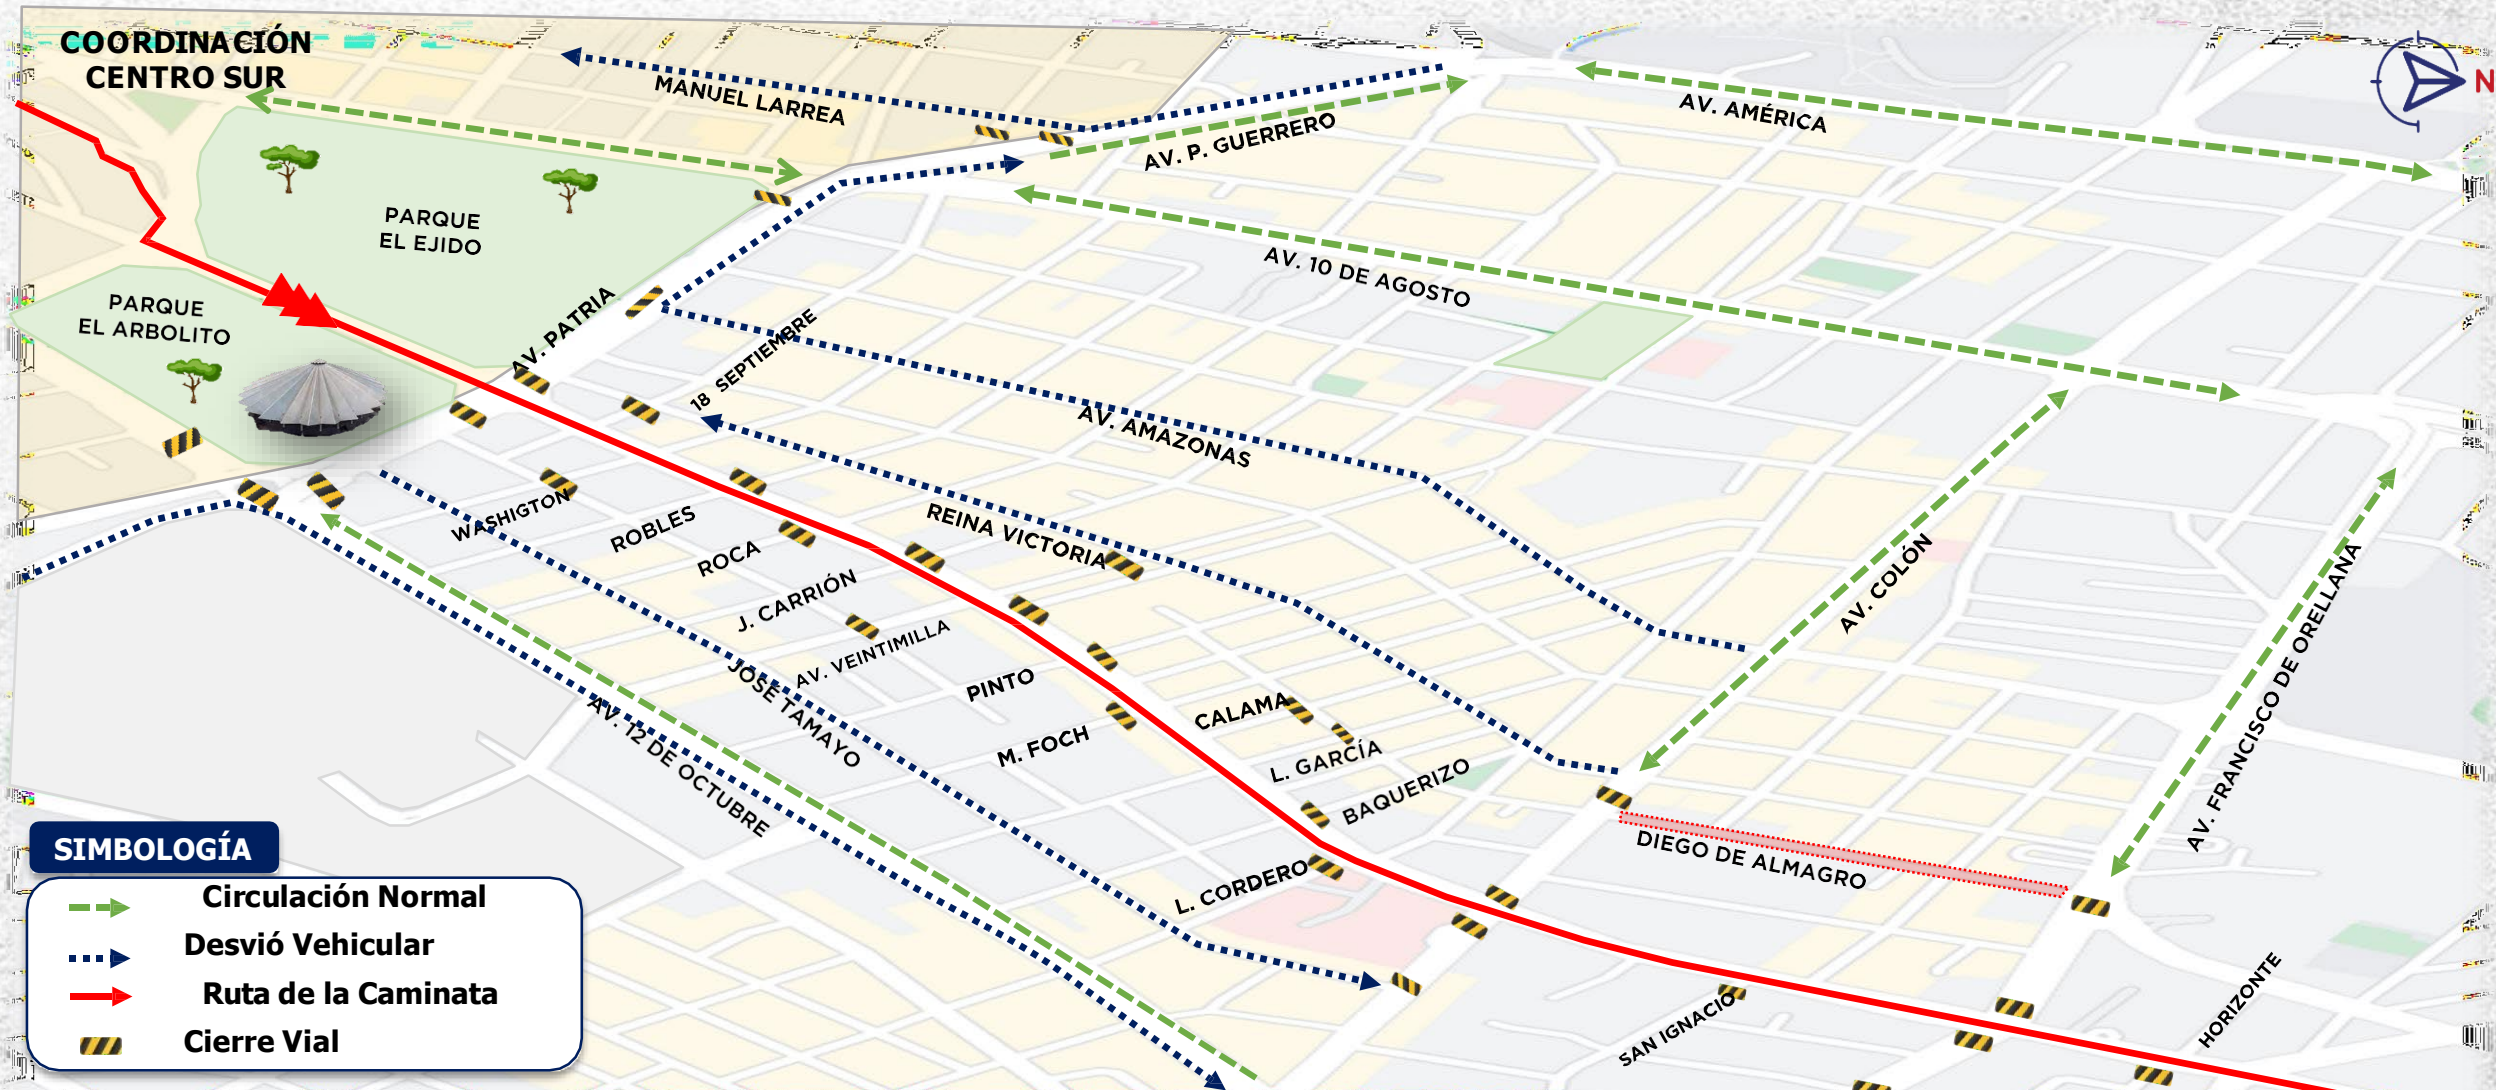 COORDINACIÓN
CENTRO SUR
MANUEL LARREA
AV. P. GUERRERO
AV. AMÉRICA
N
PARQUE
EL EJIDO
AV. 10 DE AGOSTO
PARQUE
EL ARBOLITO
AV. PATRIA
18 SEPTIEMBRE
AV. AMAZONAS
REINA VICTORIA
WASHIGTON
ROBLES
ROCA
J. CARRIÓN
AV. VEINTIMILLA
JOSÉ TAMAYO
AV. 12 DE OCTUBRE
PINTO
M. FOCH
CALAMA
L. GARCÍA
BAQUERIZO
L. CORDERO
AV. COLÓN
AV. FRANCISCO DE ORELLANA
DIEGO DE ALMAGRO
SAN IGNACIO
HORIZONTE
SIMBOLOGÍA
Circulación Normal
Desvió Vehicular
Ruta de la Caminata
Cierre Vial